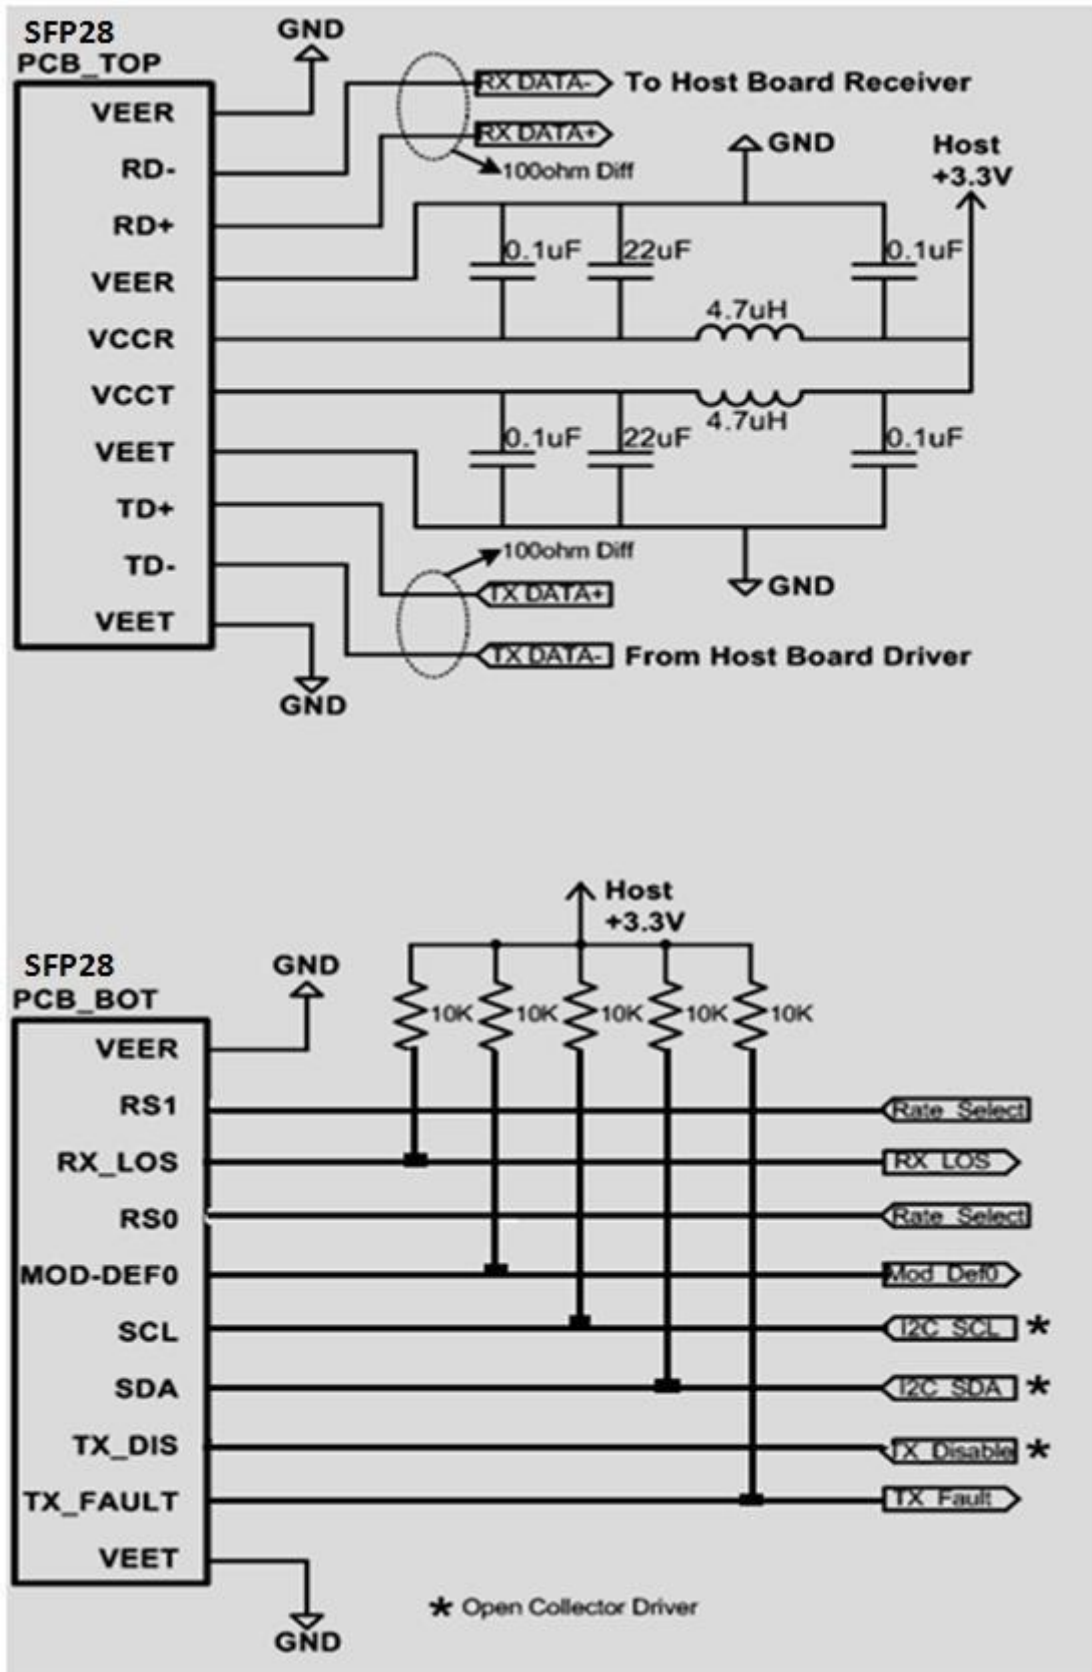 SFP28
PCB_TOP
GND
VEER
RD-
RD+
VEER
VCCR
VCCT
VEET
TD+
TD-
VEET
GND
RX DATA- To Host Board Receiver
RX DATA+
100ohm Diff
GND
Host
+3.3V
0.1uF
22uF
0.1uF
4.7uH
4.7uH
0.1uF
22uF
0.1uF
100ohm Diff
GND
TX DATA+
TX DATA- From Host Board Driver
Host
+3.3V
SFP28
PCB_BOT
GND
10K
10K
10K
10K
10K
VEER
RS1
Rate Select
RX_LOS
RX LOS
RS0
Rate Select
MOD-DEF0
Mod Def0
SCL
I2C SCL *
SDA
I2C SDA *
TX_DIS
TX Disable *
TX_FAULT
TX Fault
VEET
GND
* Open Collector Driver